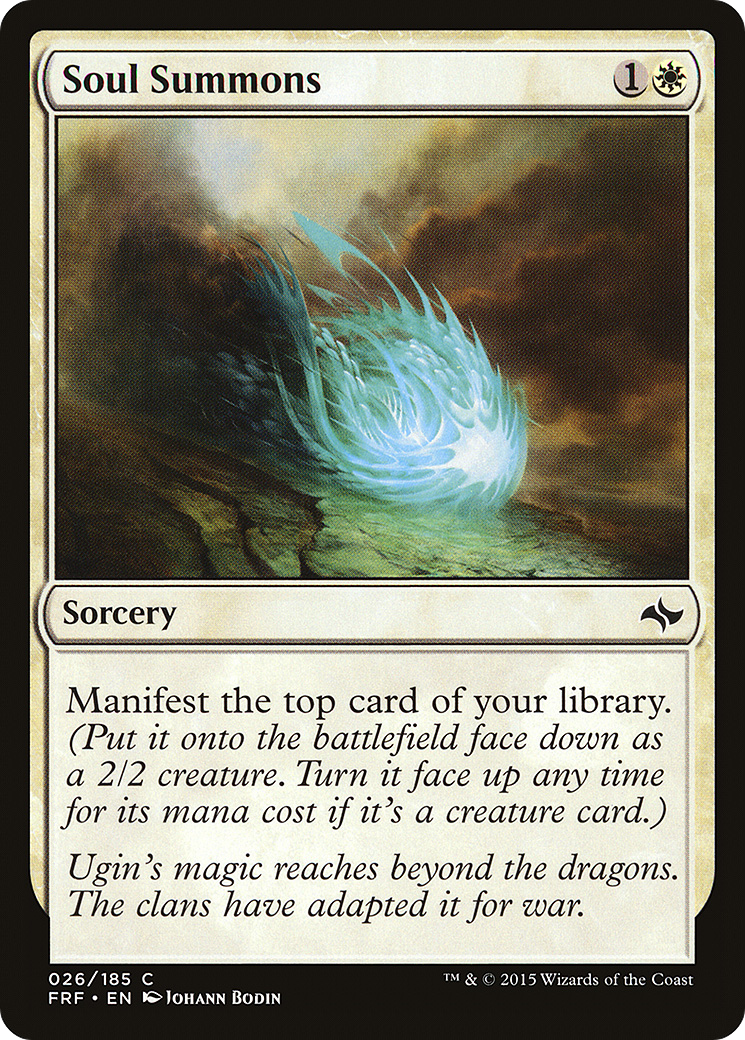 Soul Summons 1
Sorcery
Manifest the top card of your library.
(Put it onto the battlefield face down as
a 2/2 creature. Turn it face up any time
for its mana cost if it's a creature card.)
Ugin's magic reaches beyond the dragons.
The clans have adapted it for war.
026/185 C
FRF • EN Johann Bodin
™ & © 2015 Wizards of the Coast